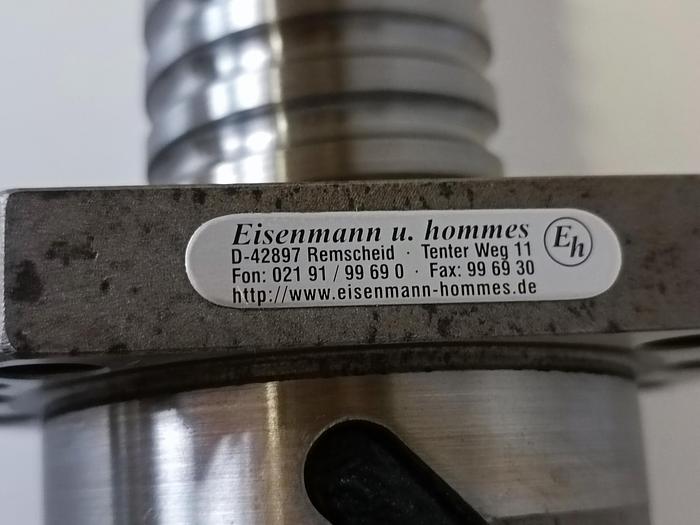 Eisenmann u. hommes
D-42897 Remscheid · Tenter Weg 11
Fon: 021 91 / 99 69 0 · Fax: 99 69 30
http://www.eisenmann-hommes.de
Eh